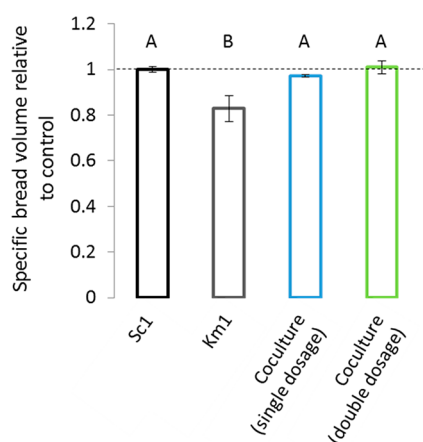 Specific bread volume relative
to control
1.2
1
0.8
0.6
0.4
0.2
0
A
B
A
A
Sc1
Km1
Coculture
(single dosage)
Coculture
(double dosage)